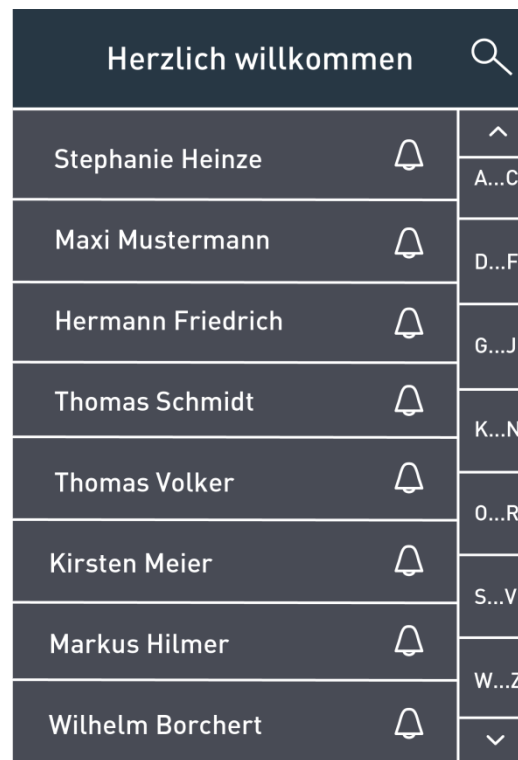 Herzlich willkommen
Stephanie Heinze
Maxi Mustermann
Hermann Friedrich
Thomas Schmidt
Thomas Volker
Kirsten Meier
Markus Hilmer
Wilhelm Borchert
A...C
D...F
G...J
K...N
O...R
S...V
W...Z